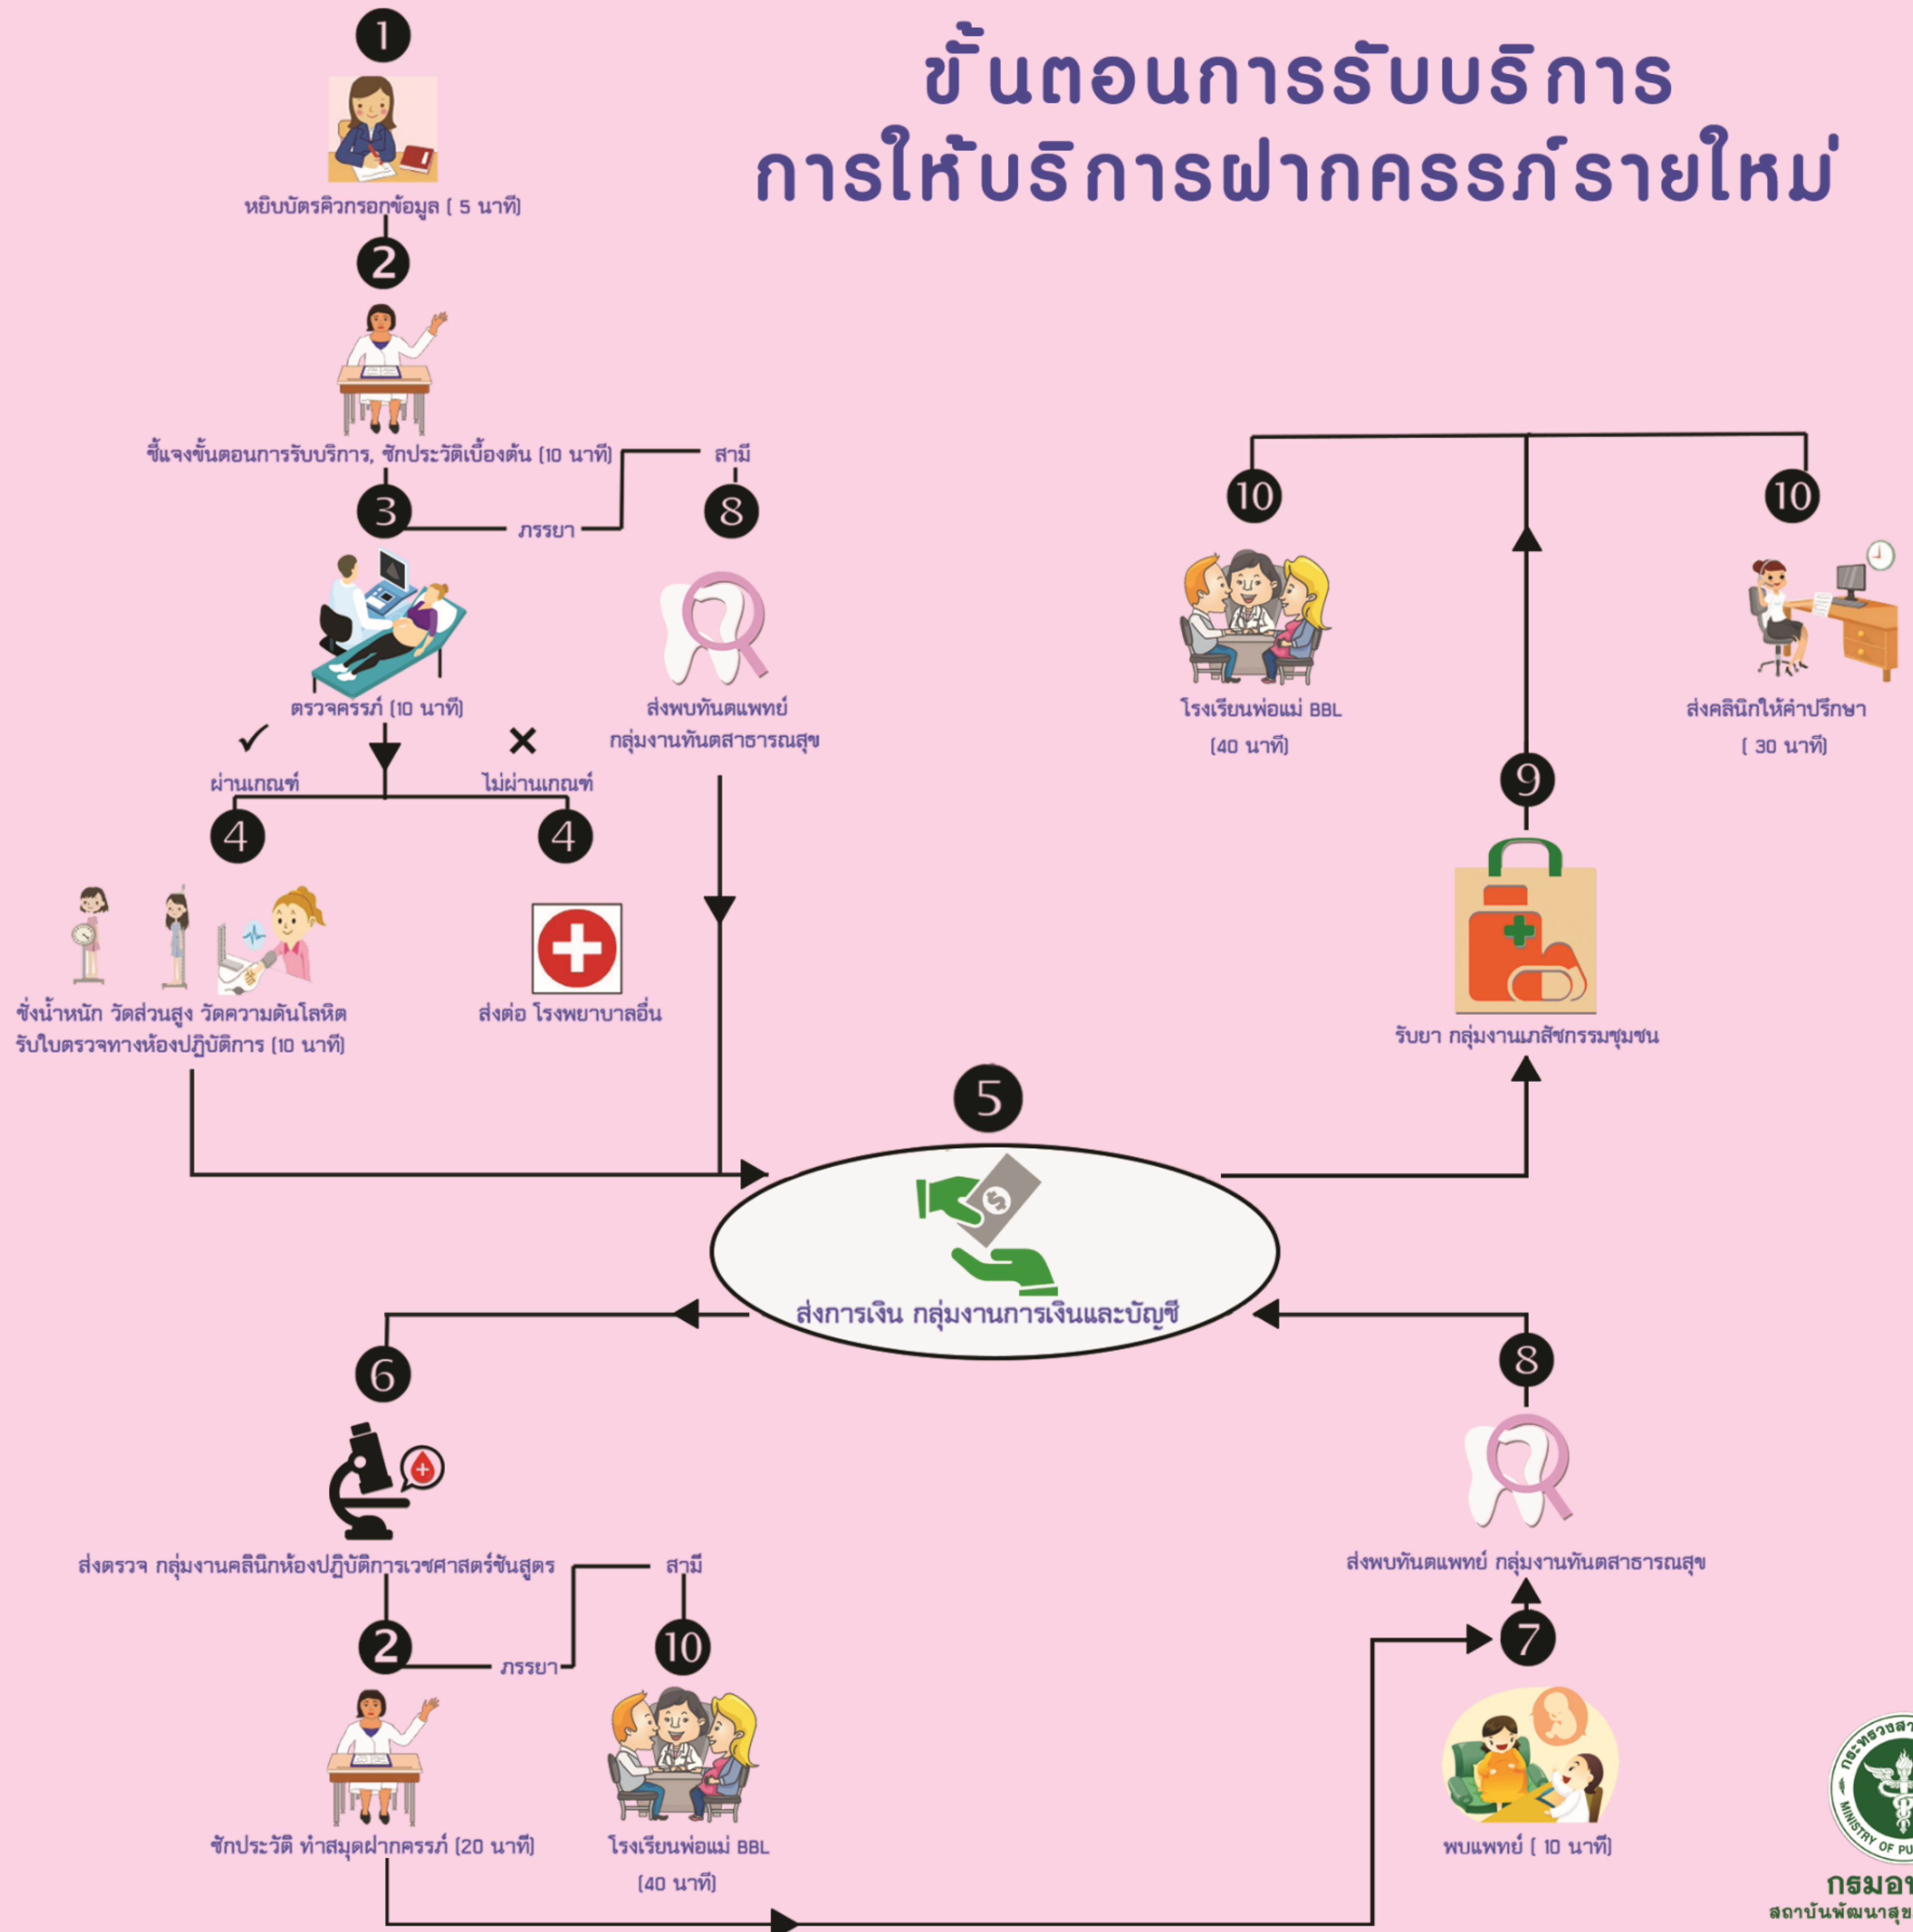 ขั้นตอนการรับบริการ
การให้บริการฝากครรภ์รายใหม่
1
หยิบบัตรคิวกรอกข้อมูล ( 5 นาที)
2
ชี้แจงขั้นตอนการรับบริการ, ซักประวัติเบื้องต้น (10 นาที)
สามี
3
ภรรยา
8
ตรวจครรภ์ (10 นาที)
ส่งพบทันตแพทย์
กลุ่มงานทันตสาธารณสุข
ผ่านเกณฑ์
ไม่ผ่านเกณฑ์
4
4
ชั่งน้ำหนัก วัดส่วนสูง วัดความดันโลหิต
รับใบตรวจทางห้องปฏิบัติการ (10 นาที)
ส่งต่อ โรงพยาบาลอื่น
10
โรงเรียนพ่อแม่ BBL
(40 นาที)
10
ส่งคลินิกให้คำปรึกษา
( 30 นาที)
9
รับยา กลุ่มงานเภสัชกรรมชุมชน
5
$
ส่งการเงิน กลุ่มงานการเงินและบัญชี
6
ส่งตรวจ กลุ่มงานคลินิกห้องปฏิบัติการเวชศาสตร์ชันสูตร
สามี
2
ภรรยา
10
ซักประวัติ ทำสมุดฝากครรภ์ (20 นาที)
โรงเรียนพ่อแม่ BBL
(40 นาที)
8
ส่งพบทันตแพทย์ กลุ่มงานทันตสาธารณสุข
7
พบแพทย์ ( 10 นาที)
MINISTRY OF